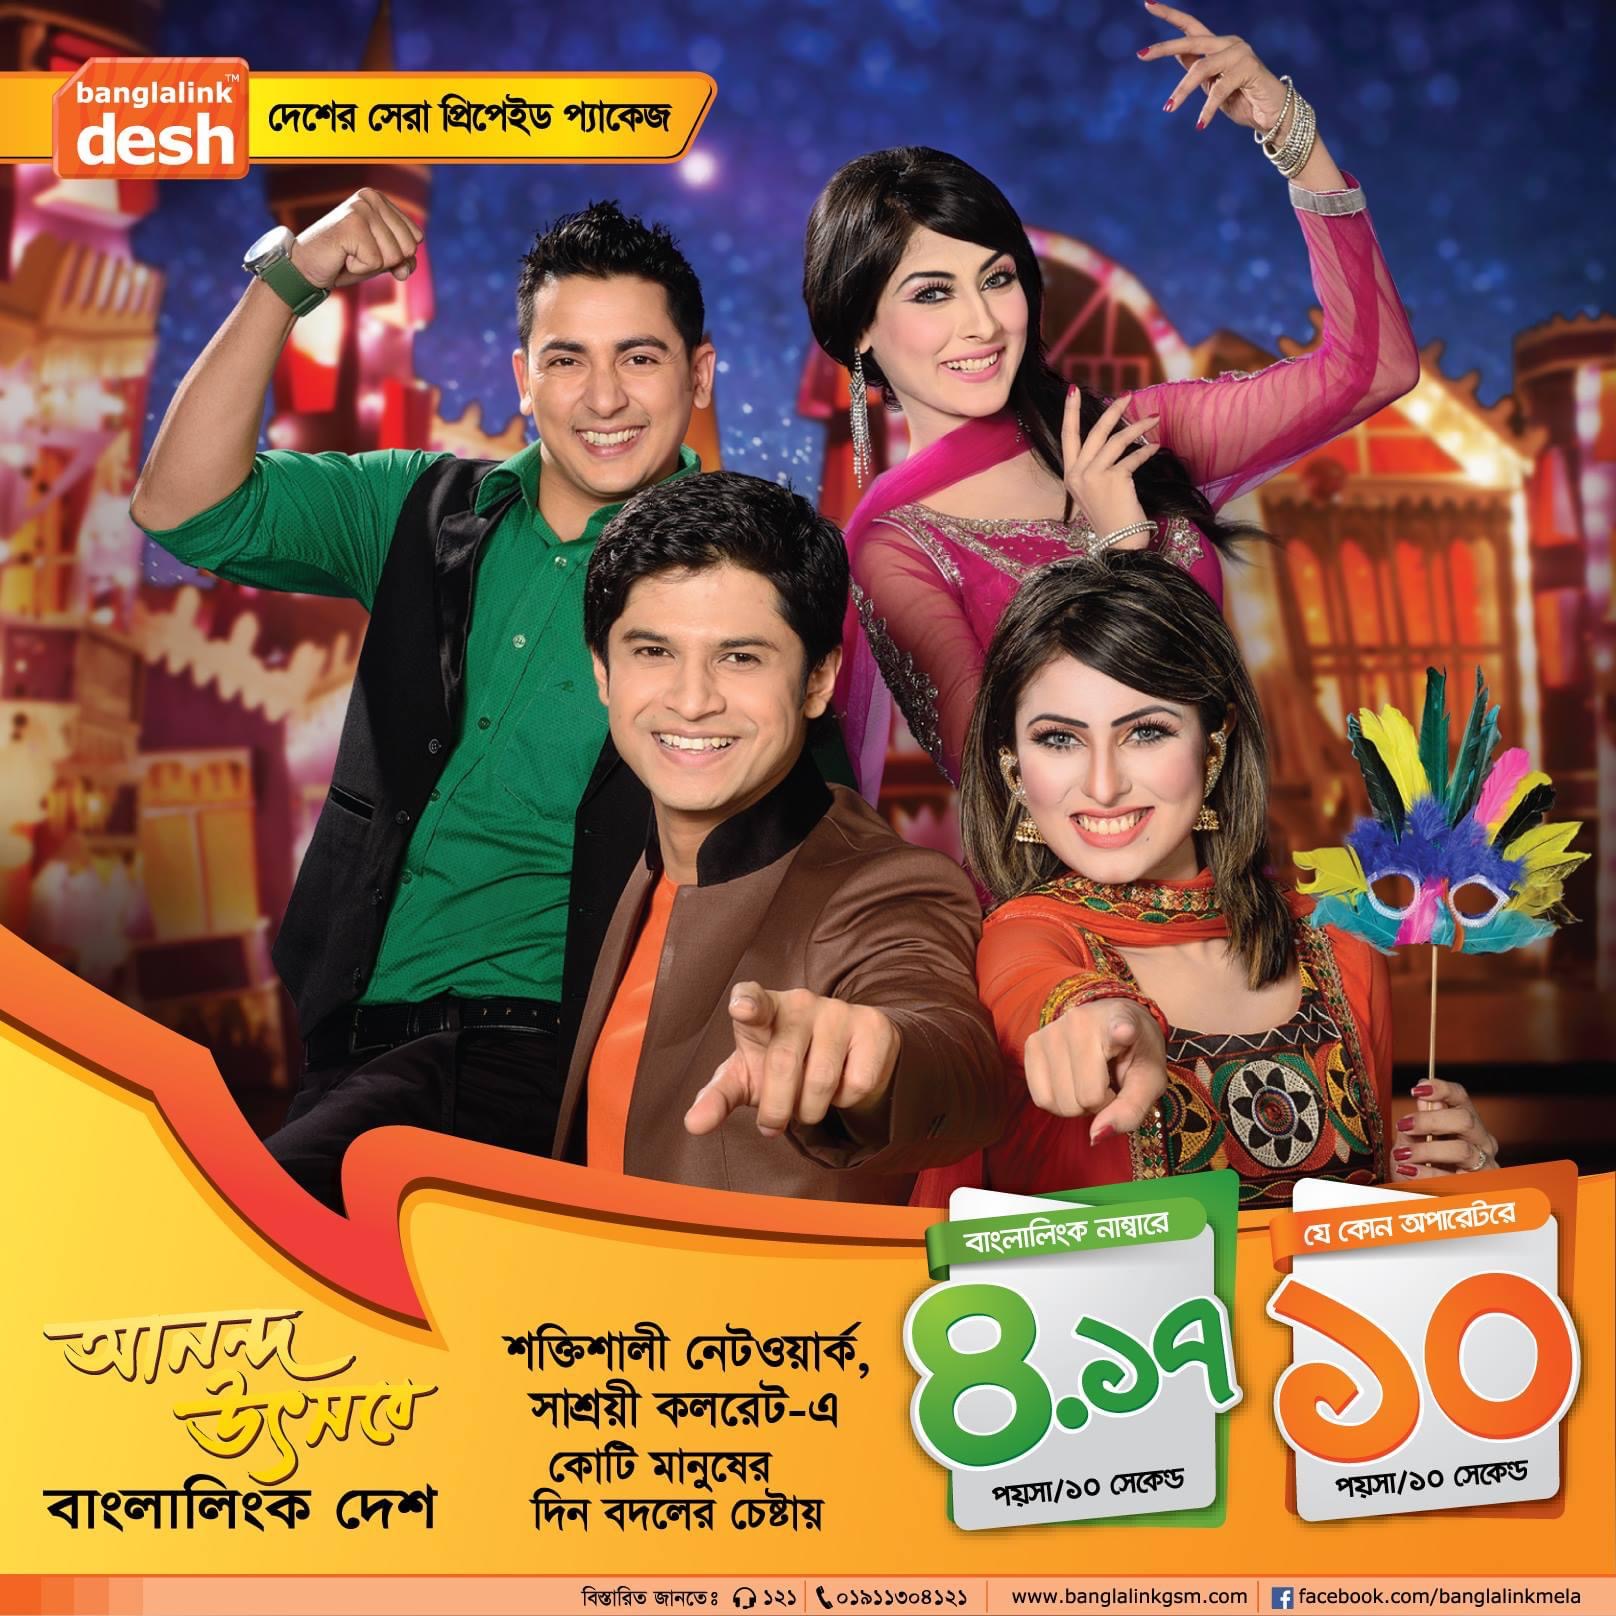 banglalink™
desh
দেশের সেরা প্রিপেইড প্যাকেজ
আনন্দ
উৎসবে
বাংলালিংক দেশ
শক্তিশালী নেটওয়ার্ক,
সাশ্রয়ী কলরেট-এ
কোটি মানুষের
দিন বদলের চেষ্টায়
বাংলালিংক নাম্বারে
৪.১৭
পয়সা/১০ সেকেন্ড
যে কোন অপারেটরে
১০
পয়সা/১০ সেকেন্ড
বিস্তারিত জানতেঃ ১২১ | ০১৯১১৩০৪১২১ | www.banglalinkgsm.com | facebook.com/banglalinkmela